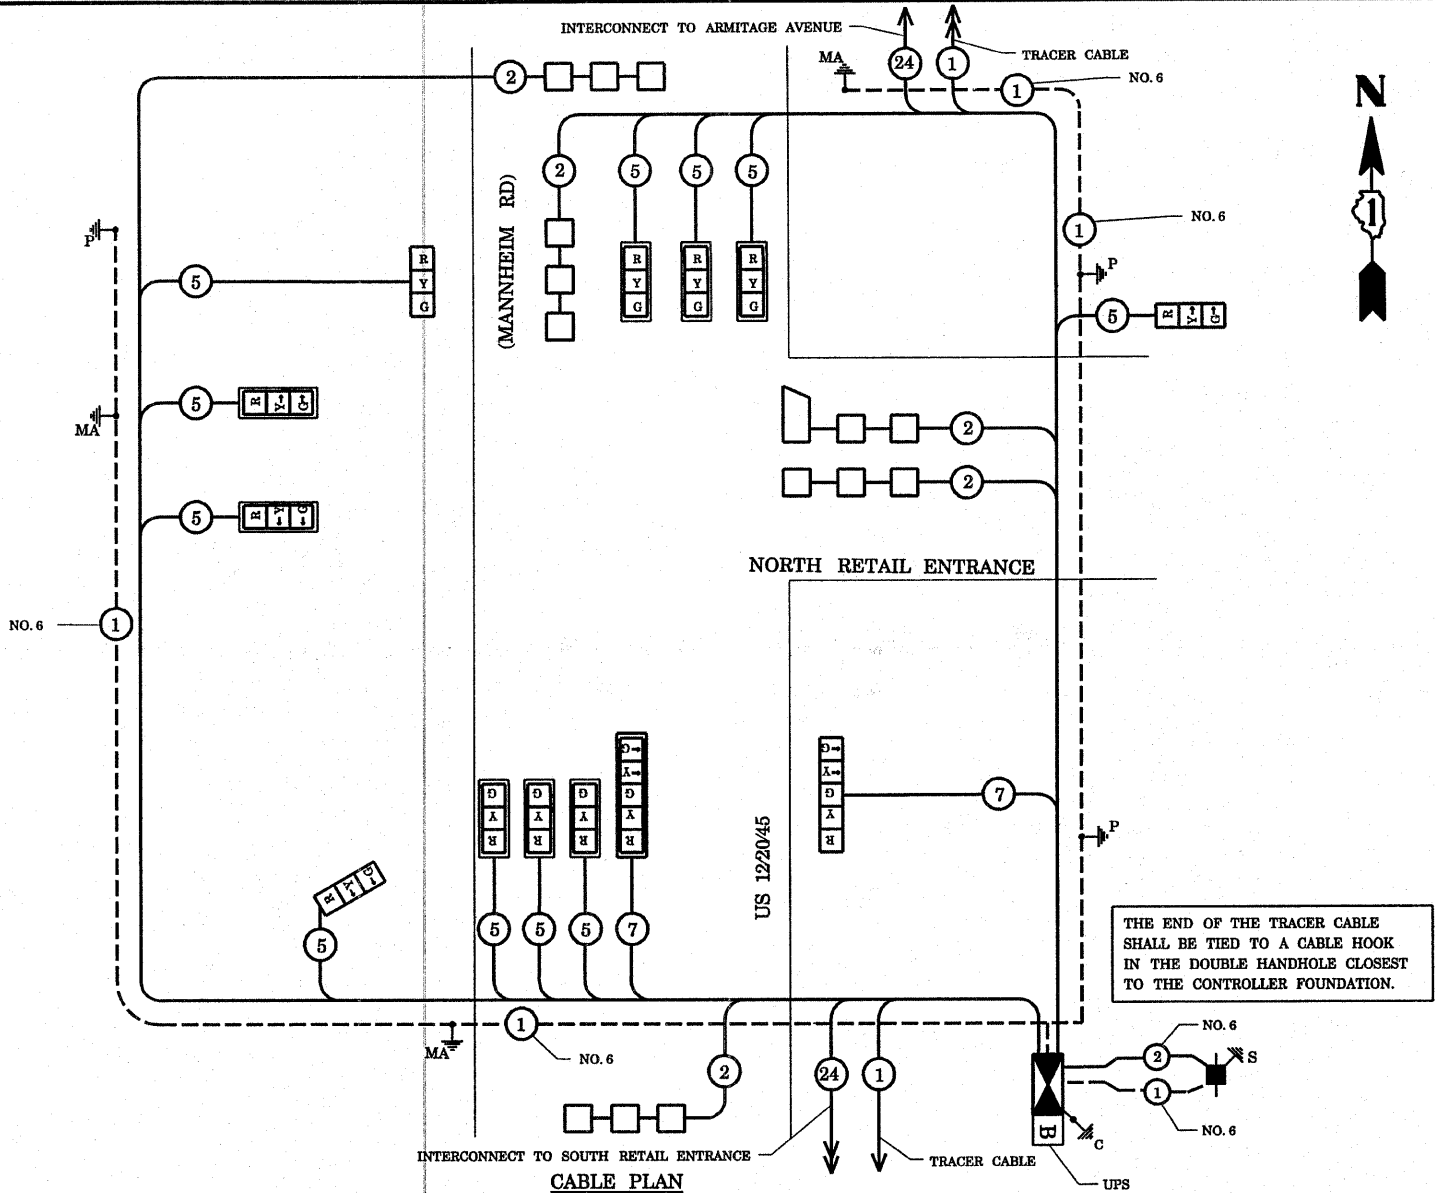 INTERCONNECT TO ARMITAGE AVENUE
TRACER CABLE
MA
24
1
2
1
NO. 6
N
1
2
5
5
5
(MANNHEIM RD)
1
NO. 6
P
P
5
R
Y
G
R
Y
G
R
Y
G
R
Y
G
5
R Y G
5
R Y G
MA
2
2
5
R Y G
NORTH RETAIL ENTRANCE
NO. 6
1
G Y G Y R
G Y R
G Y R
G Y R
G Y G Y R
7
P
US 12/20/45
R Y G
5
5
5
5
7
THE END OF THE TRACER CABLE
SHALL BE TIED TO A CABLE HOOK
IN THE DOUBLE HANDHOLE CLOSEST
TO THE CONTROLLER FOUNDATION.
1
MA
NO. 6
2
24
1
NO. 6
2
S
1
NO. 6
B
C
INTERCONNECT TO SOUTH RETAIL ENTRANCE
TRACER CABLE
UPS
CABLE PLAN